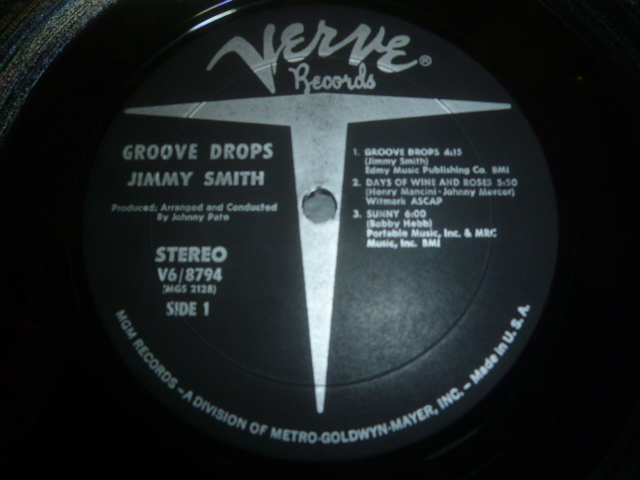 Verve®
Records
GROOVE DROPS
JIMMY SMITH
Produced, Arranged and Conducted
By Johnny Pate
STEREO
V6/8794
(MGS 2128)
SIDE 1
1. GROOVE DROPS 4:15
(Jimmy Smith)
Edmy Music Publishing Co. BMI
2. DAYS OF WINE AND ROSES 5:50
(Henry Mancini-Johnny Mercer)
Witmark ASCAP
3. SUNNY 6:00
(Bobby Hebb)
Portable Music, Inc. & MRC
Music, Inc. BMI
MGM RECORDS—A DIVISION OF METRO-GOLDWYN-MAYER, INC.—Made in U. S. A.